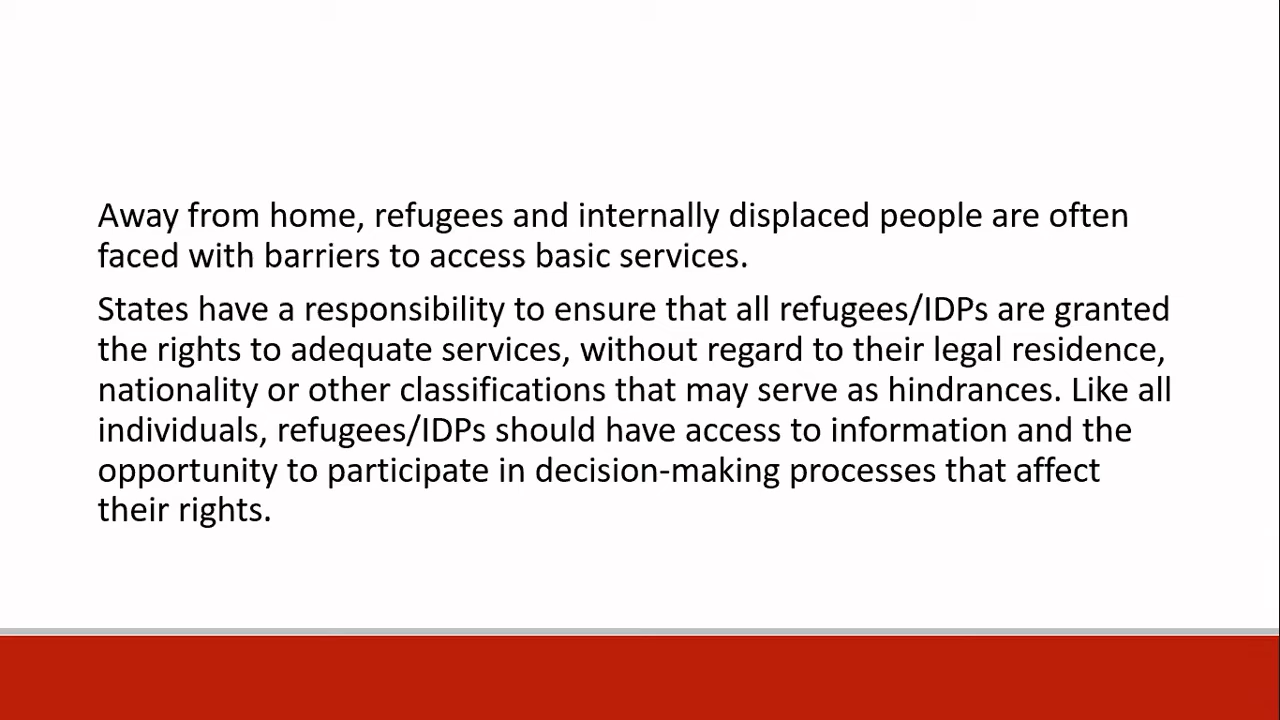 Away from home, refugees and internally displaced people are often
faced with barriers to access basic services.
States have a responsibility to ensure that all refugees/IDPs are granted
the rights to adequate services, without regard to their legal residence,
nationality or other classifications that may serve as hindrances. Like all
individuals, refugees/IDPs should have access to information and the
opportunity to participate in decision-making processes that affect
their rights.